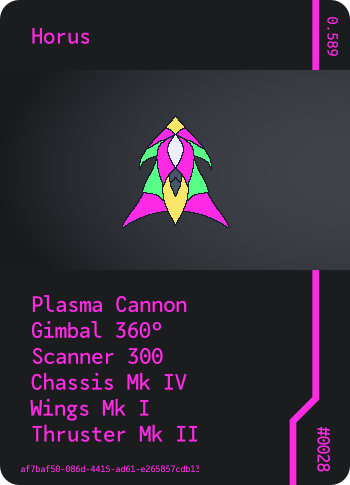 Horus
0.589
Plasma Cannon
Gimbal 360°
Scanner 300
Chassis Mk IV
Wings Mk I
Thruster Mk II
#0028
af7baf50-086d-4415-ad61-e265857cdb13